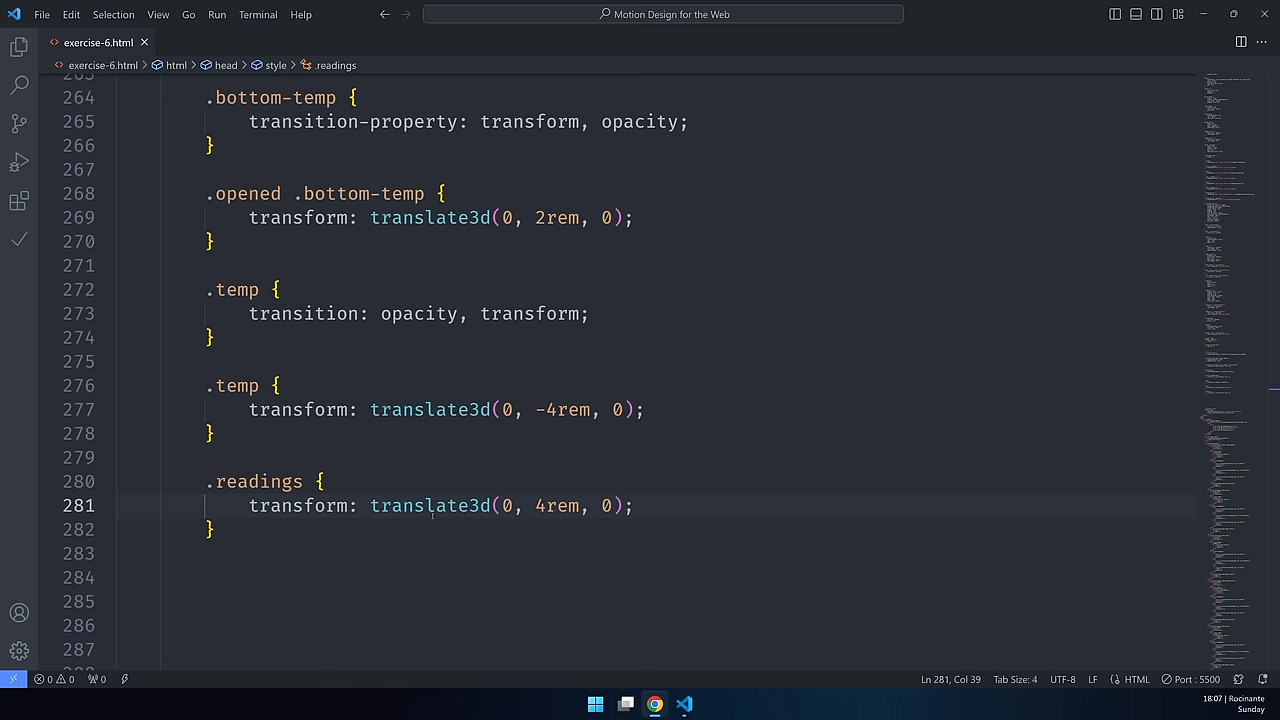 File Edit Selection View Go Run Terminal Help
Motion Design for the Web
exercise-6.html
exercise-6.html > html > head > style > .readings
263
264 .bottom-temp {
265 transition-property: transform, opacity;
266 }
267
268 .opened .bottom-temp {
269 transform: translate3d(0, 2rem, 0);
270 }
271
272 .temp {
273 transition: opacity, transform;
274 }
275
276 .temp {
277 transform: translate3d(0, -4rem, 0);
278 }
279
280 .readings {
281 transform: translate3d(0, 4rem, 0);
282 }
283
284
285
286
287
288
0 0 Ln 281, Col 39 Tab Size: 4 UTF-8 LF HTML Port : 5500
18:07 | Rocinante
Sunday